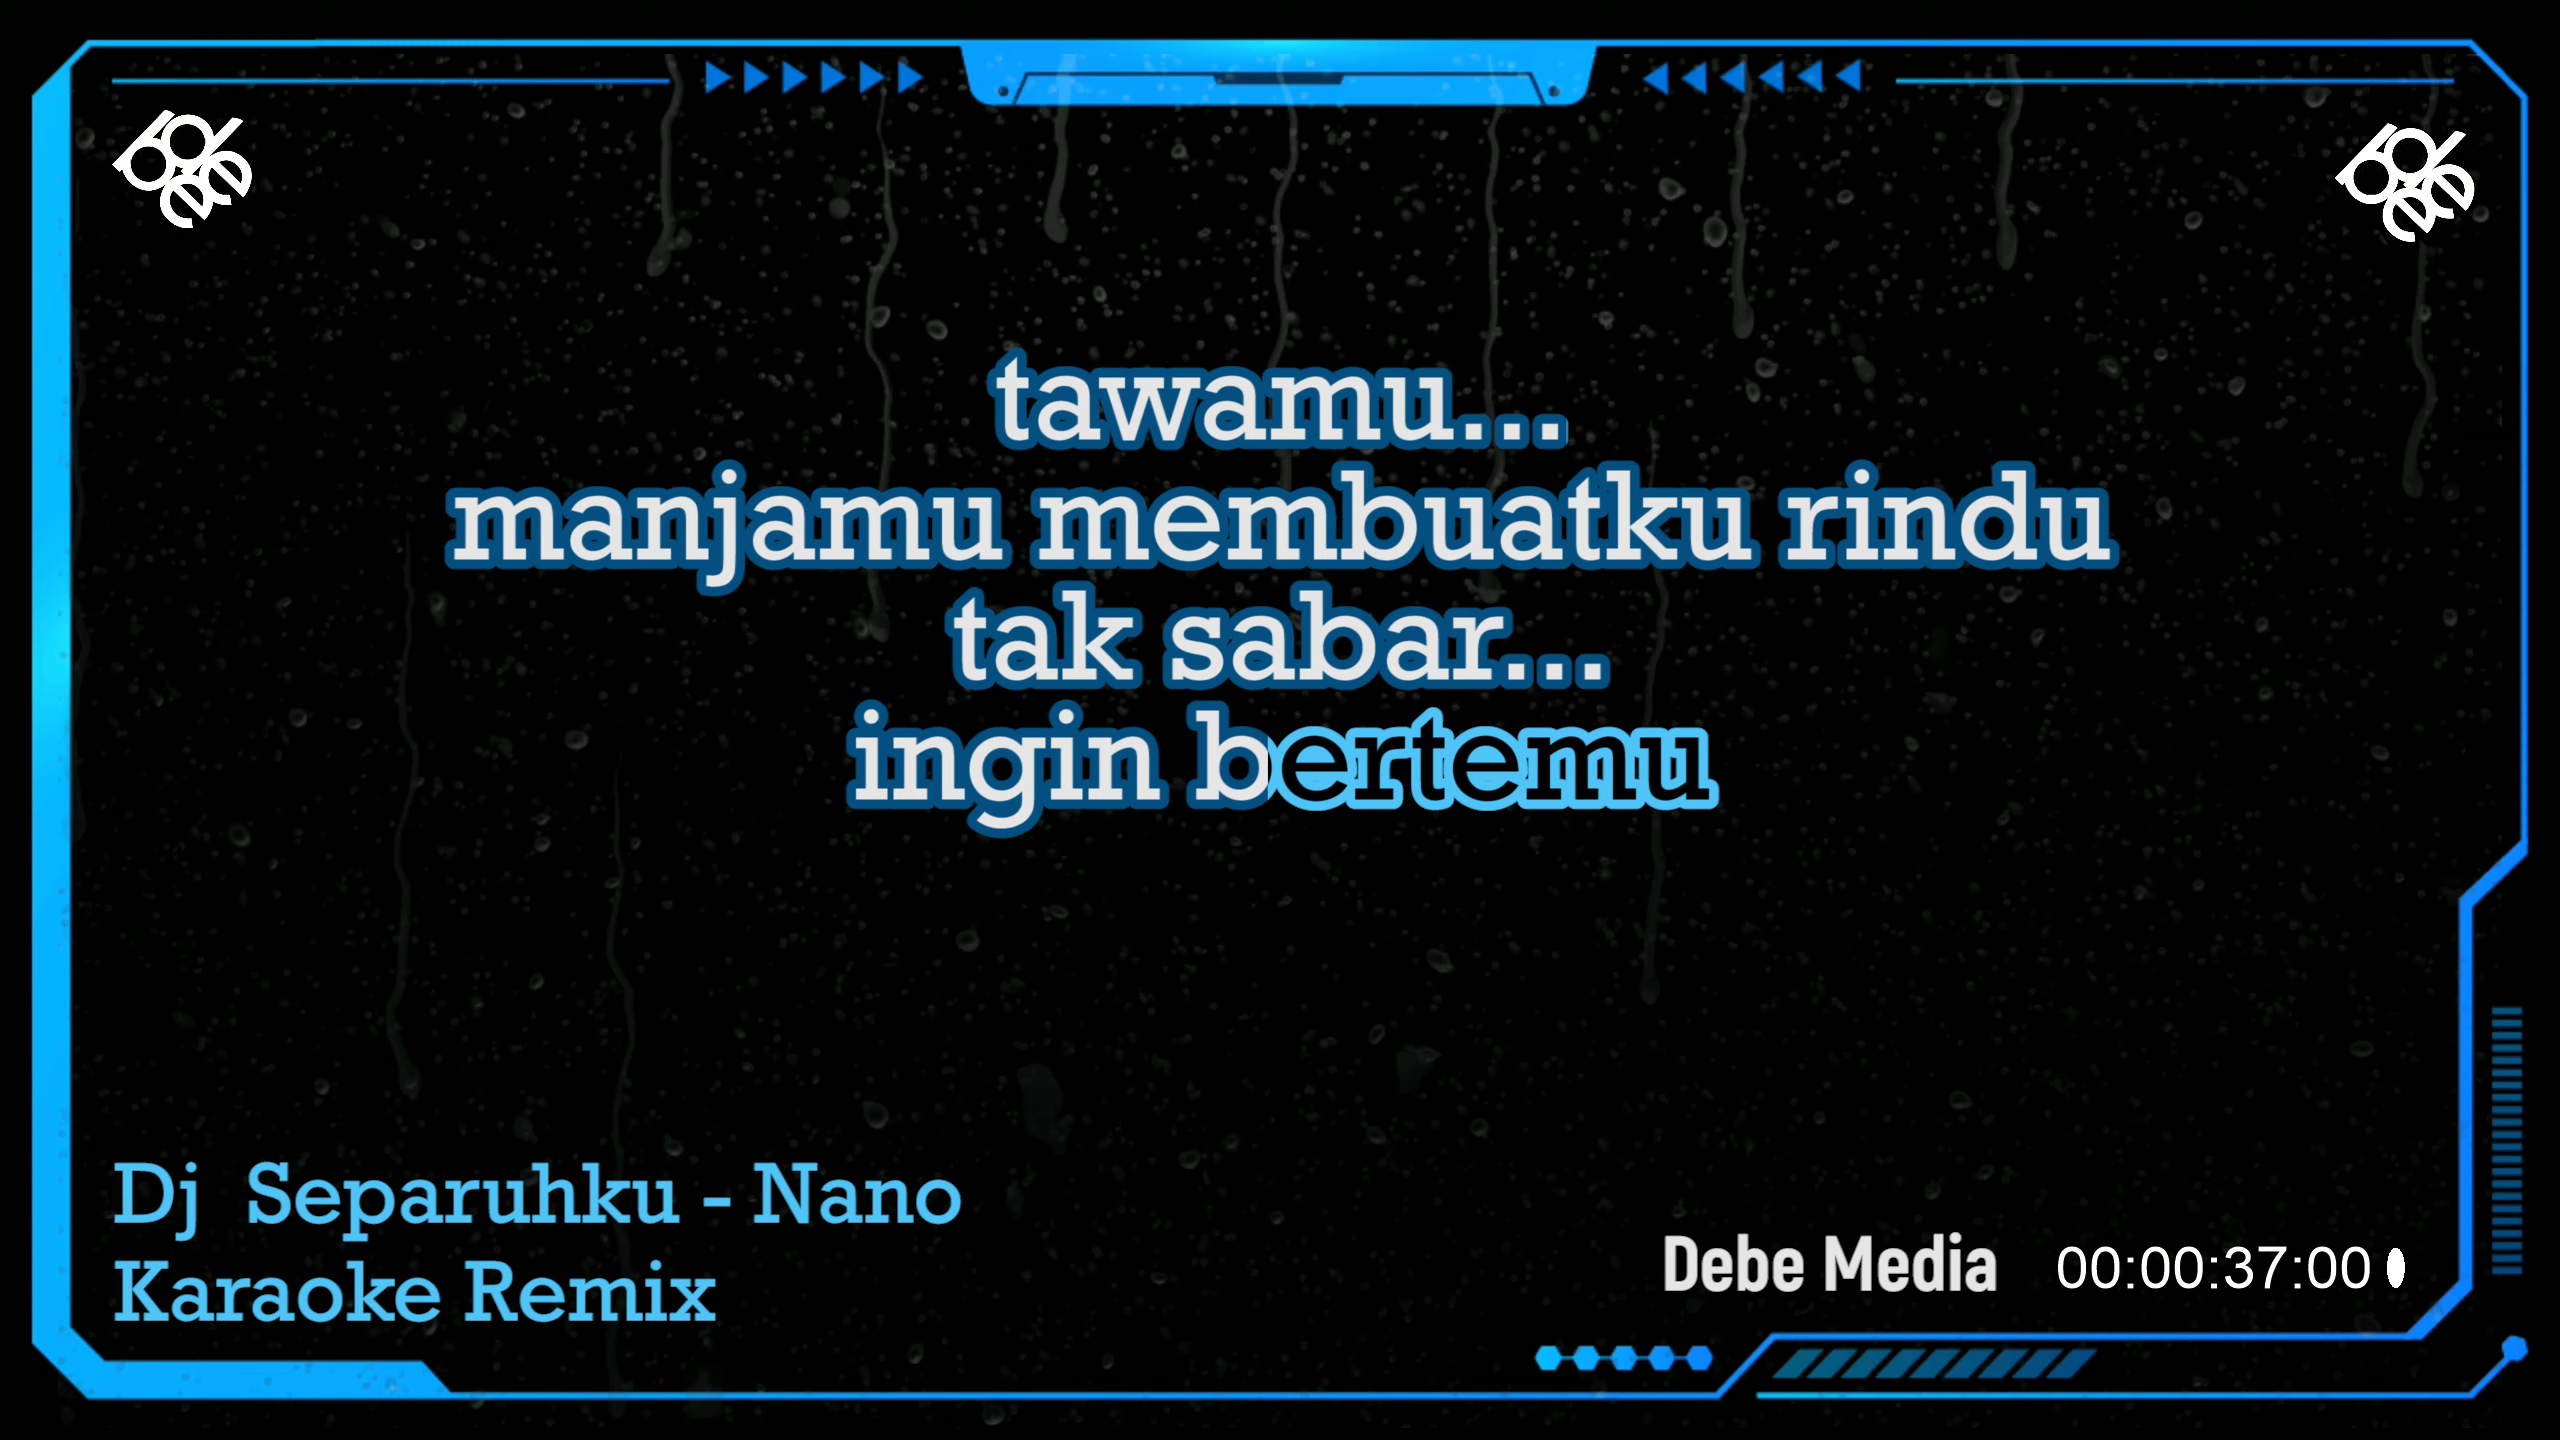 tawamu...
manjamu membuatku rindu
tak sabar...
ingin bertemu
Dj  Separuhku - Nano
Karaoke Remix
Debe Media
00:00:37:00